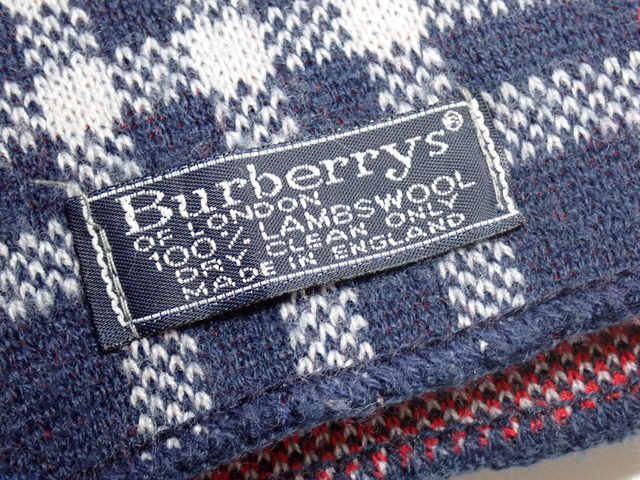 Burberrys®
OF LONDON
100% LAMBSWOOL
DRY CLEAN ONLY
MADE IN ENGLAND